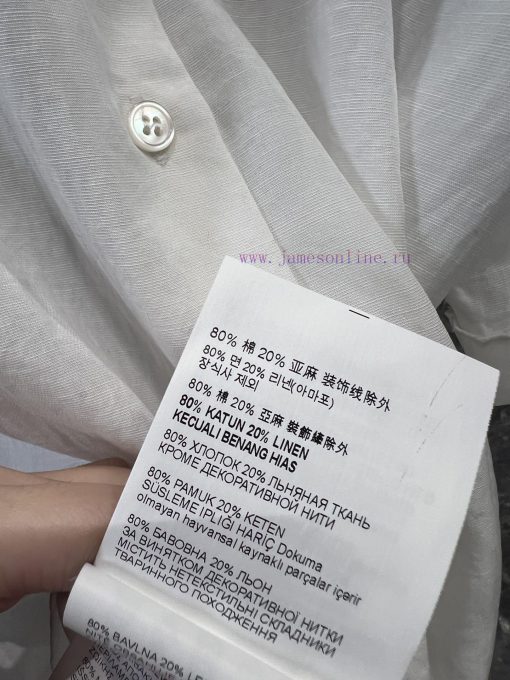 www.jamesonline.ru
80% 棉 20% 亚麻 装饰线除外
80% 면 20% 리넨(아마포)
장식사 제외
80% 棉 20% 亞麻 裝飾線除外
80% KATUN 20% LINEN
KECUALI BENANG HIAS
80% ХЛОПОК 20% ЛЬНЯНАЯ ТКАНЬ
КРОМЕ ДЕКОРАТИВНОЙ НИТИ
80% PAMUK 20% KETEN
SÜSLEME IPLIĞI HARİÇ Dokuma
olmayan hayvansal kaynaklı parçalar içerir
80% БАВОВНА 20% ЛЬОН
ЗА ВИНЯТКОМ ДЕКОРАТИВНОЇ НИТКИ
МІСТИТЬ НЕТЕКСТИЛЬНІ СКЛАДНИКИ
ТВАРИННОГО ПОХОДЖЕННЯ
80% BAVLNA 20%